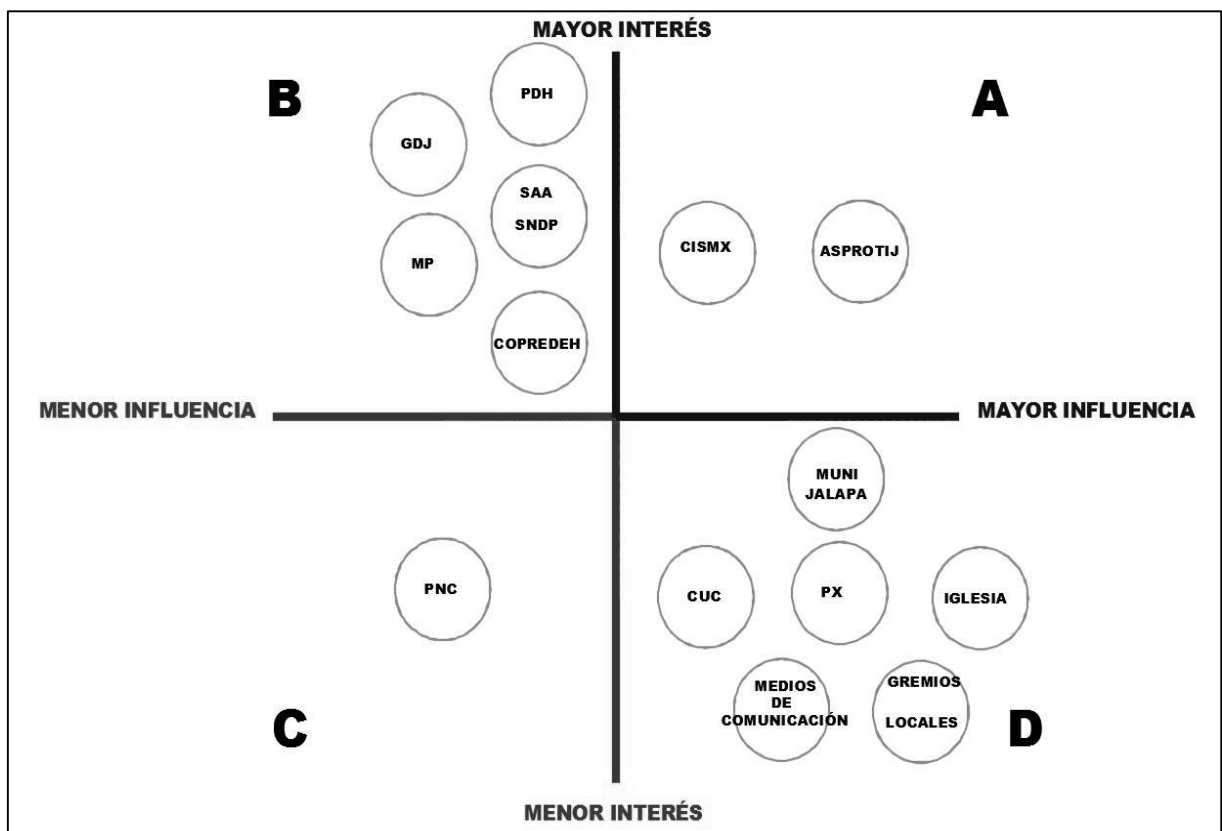 MAYOR INTERÉS
B
A
PDH
GDJ
SAA
SNDP
MP
CISMX
ASPROTIJ
COPREDEH
MENOR INFLUENCIA
MAYOR INFLUENCIA
MUNI
JALAPA
PNC
CUC
PX
IGLESIA
MEDIOS
DE
COMUNICACIÓN
GREMIOS
LOCALES
C
D
MENOR INTERÉS